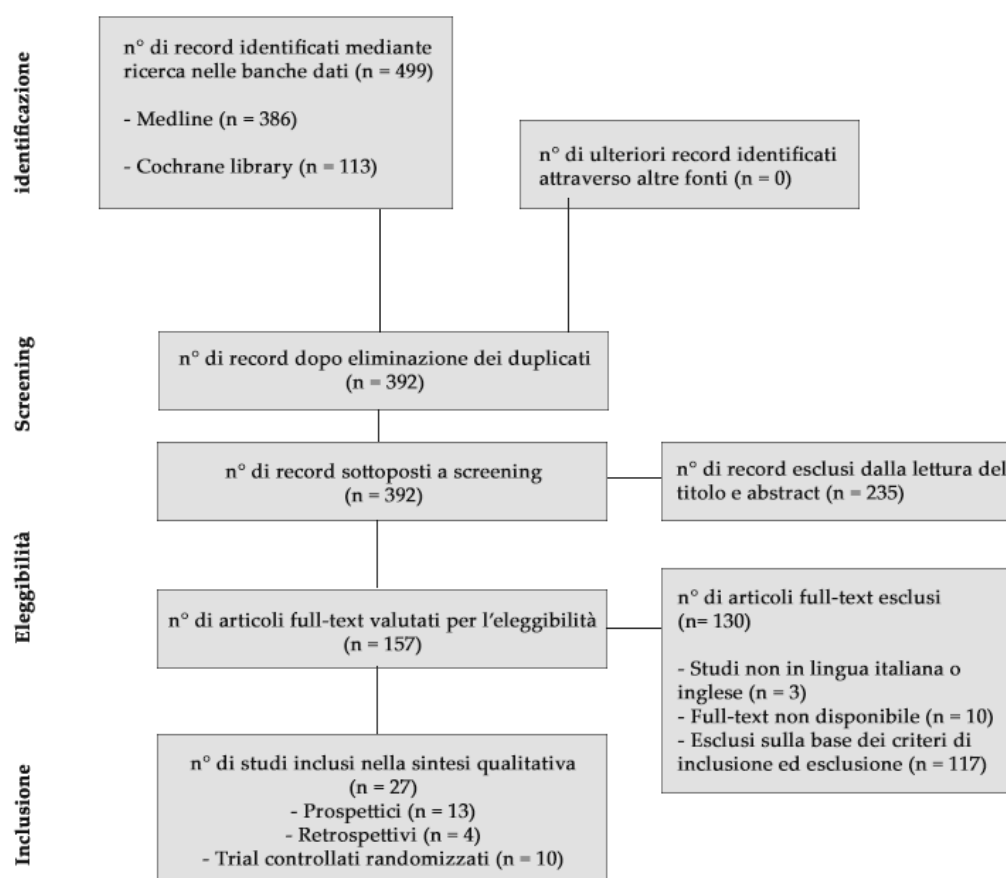 identificazione
n° di record identificati mediante
ricerca nelle banche dati (n = 499)
- Medline (n = 386)
- Cochrane library (n = 113)
n° di ulteriori record identificati
attraverso altre fonti (n = 0)
Screening
n° di record dopo eliminazione dei duplicati
(n = 392)
n° di record sottoposti a screening
(n = 392)
n° di record esclusi dalla lettura del
titolo e abstract (n = 235)
Eleggibilità
n° di articoli full-text valutati per l'eleggibilità
(n = 157)
n° di articoli full-text esclusi
(n= 130)
- Studi non in lingua italiana o
inglese (n = 3)
- Full-text non disponibile (n = 10)
- Esclusi sulla base dei criteri di
inclusione ed esclusione (n = 117)
Inclusione
n° di studi inclusi nella sintesi qualitativa
(n = 27)
- Prospettici (n = 13)
- Retrospettivi (n = 4)
- Trial controllati randomizzati (n = 10)